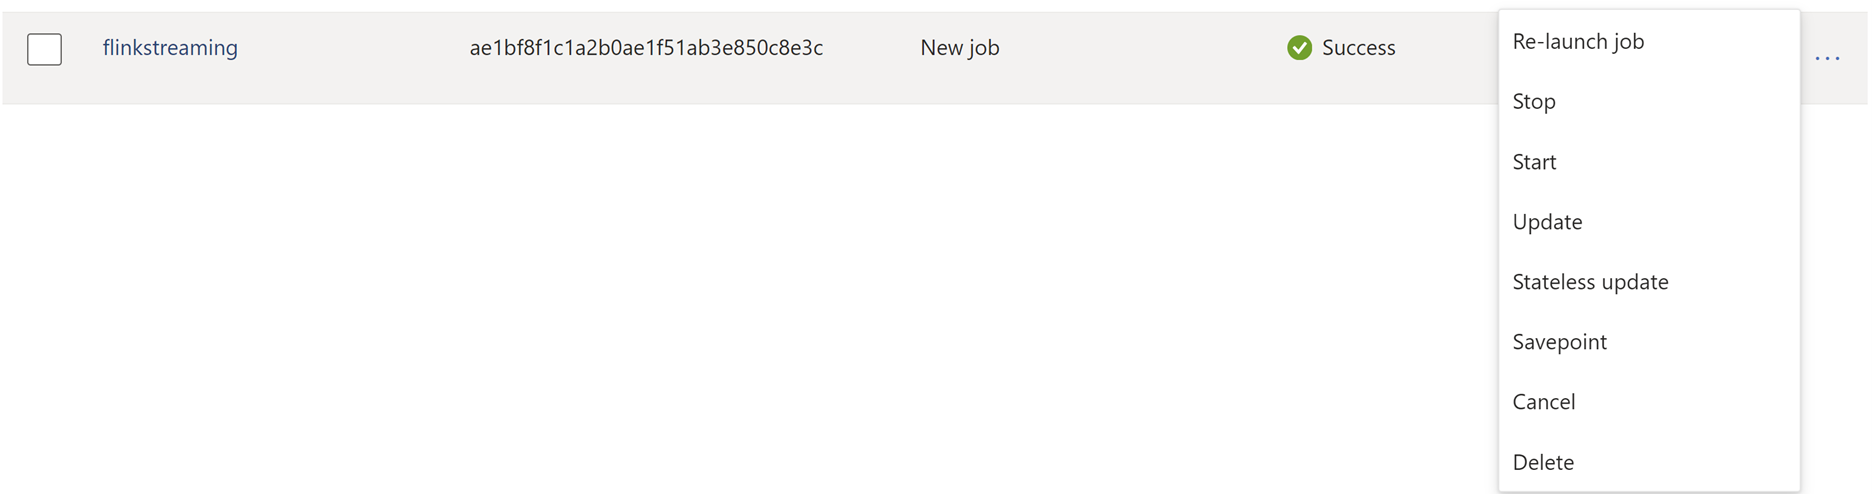 flinkstreaming ae1bf8f1c1a2b0ae1f51ab3e850c8e3c New job Success
Re-launch job
...
Stop
Start
Update
Stateless update
Savepoint
Cancel
Delete